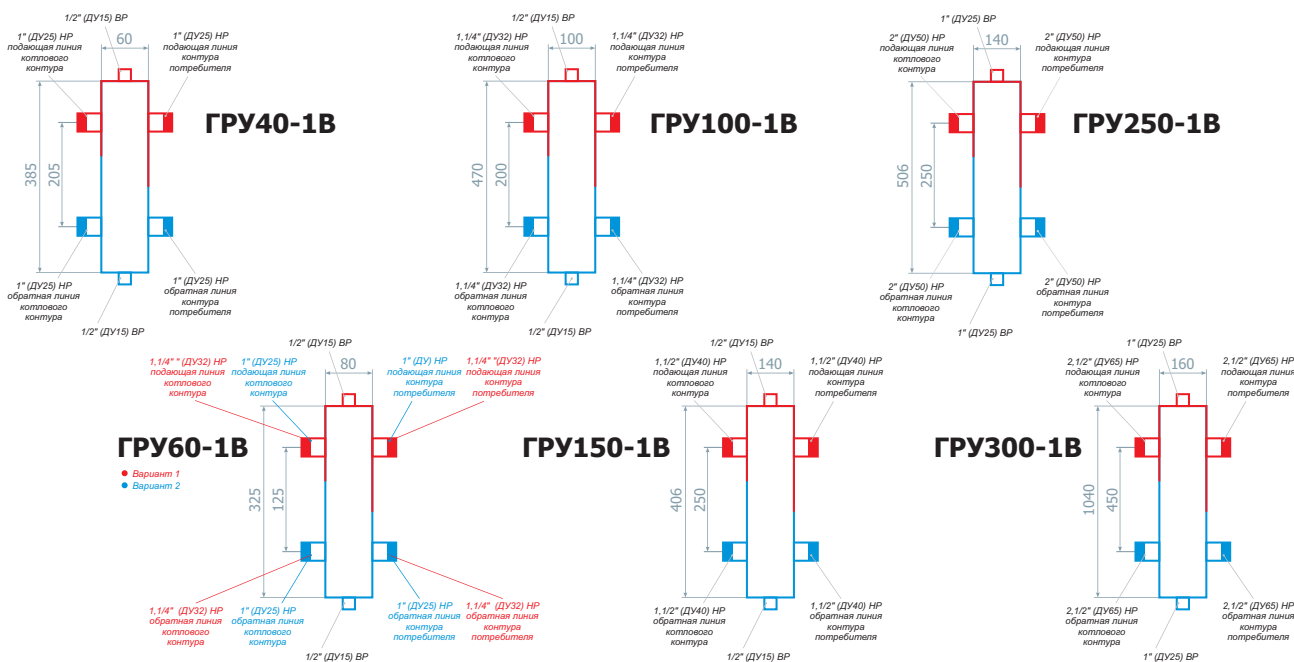 1/2" (ДУ15) ВР
1" (ДУ25) НР
подающая линия
котлового
контура
60
1" (ДУ25) НР
подающая линия
контура
потребителя
385
205
ГРУ40-1В
1" (ДУ25) НР
обратная линия
котлового
контура
1" (ДУ25) НР
обратная линия
контура
потребителя
1/2" (ДУ15) ВР
1/2" (ДУ15) ВР
1,1/4" (ДУ32) НР
подающая линия
котлового
контура
100
1,1/4" (ДУ32) НР
подающая линия
контура
потребителя
470
200
ГРУ100-1В
1,1/4" (ДУ32) НР
обратная линия
котлового
контура
1,1/4" (ДУ32) НР
обратная линия
контура
потребителя
1/2" (ДУ15) ВР
1" (ДУ25) ВР
2" (ДУ50) НР
подающая линия
котлового
контура
140
2" (ДУ50) НР
подающая линия
контура
потребителя
506
250
ГРУ250-1В
2" (ДУ50) НР
обратная линия
котлового
контура
2" (ДУ50) НР
обратная линия
контура
потребителя
1" (ДУ25) ВР
1/2" (ДУ15) ВР
1,1/4" " (ДУ32) НР
подающая линия
котлового
контура
1" (ДУ25) НР
подающая линия
котлового
контура
80
1" (ДУ) НР
подающая линия
контура
потребителя
1,1/4" "(ДУ32) НР
подающая линия
контура
потребителя
ГРУ60-1В
Вариант 1
Вариант 2
325
125
1,1/4" (ДУ32) НР
обратная линия
котлового
контура
1" (ДУ25) НР
обратная линия
котлового
контура
1" (ДУ25) НР
обратная линия
контура
потребителя
1,1/4" (ДУ32) НР
обратная линия
контура
потребителя
1/2" (ДУ15) ВР
1/2" (ДУ15) ВР
1,1/2" (ДУ40) НР
подающая линия
котлового
контура
140
1,1/2" (ДУ40) НР
подающая линия
контура
потребителя
ГРУ150-1В
406
250
1,1/2" (ДУ40) НР
обратная линия
котлового
контура
1,1/2" (ДУ40) НР
обратная линия
контура
потребителя
1/2" (ДУ15) ВР
1" (ДУ25) ВР
2,1/2" (ДУ65) НР
подающая линия
котлового
контура
160
2,1/2" (ДУ65) НР
подающая линия
контура
потребителя
ГРУ300-1В
1040
450
2,1/2" (ДУ65) НР
обратная линия
котлового
контура
2,1/2" (ДУ65) НР
обратная линия
контура
потребителя
1" (ДУ25) ВР